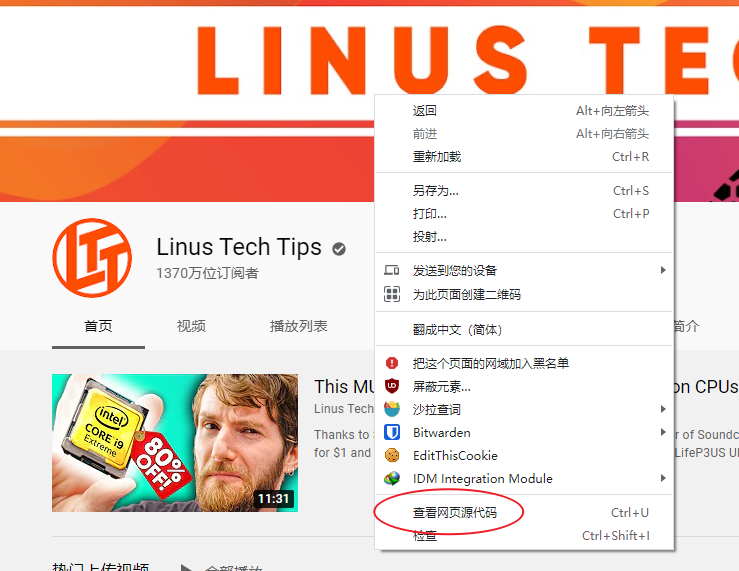 LINUS TE
返回 Alt+向左箭头
前进 Alt+向右箭头
重新加载 Ctrl+R
另存为... Ctrl+S
打印... Ctrl+P
投射...
发送到您的设备
为此页面创建二维码
翻成中文（简体）
把这个页面的网域加入黑名单
屏蔽元素...
沙拉查词
Bitwarden
EditThisCookie
IDM Integration Module
查看网页源代码 Ctrl+U
检查 Ctrl+Shift+I
LTT
Linus Tech Tips
1370万位订阅者
首页 视频 播放列表 简介
intel
CORE i9
Extreme
80%
OFF!
11:31
This MU on CPUs
Linus Tech
Thanks to er of Soundc
for $1 and LifeP3US U
热门上传视频 全部播放